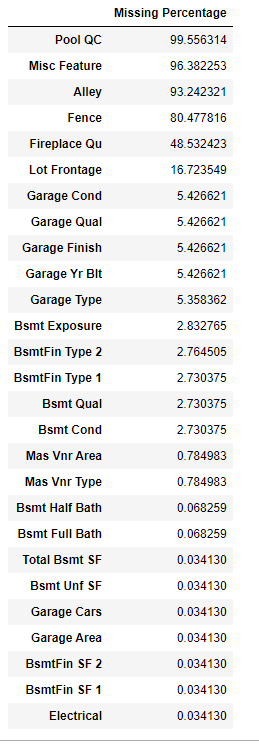 Missing Percentage
Pool QC 99.556314
Misc Feature 96.382253
Alley 93.242321
Fence 80.477816
Fireplace Qu 48.532423
Lot Frontage 16.723549
Garage Cond 5.426621
Garage Qual 5.426621
Garage Finish 5.426621
Garage Yr Blt 5.426621
Garage Type 5.358362
Bsmt Exposure 2.832765
BsmtFin Type 2 2.764505
BsmtFin Type 1 2.730375
Bsmt Qual 2.730375
Bsmt Cond 2.730375
Mas Vnr Area 0.784983
Mas Vnr Type 0.784983
Bsmt Half Bath 0.068259
Bsmt Full Bath 0.068259
Total Bsmt SF 0.034130
Bsmt Unf SF 0.034130
Garage Cars 0.034130
Garage Area 0.034130
BsmtFin SF 2 0.034130
BsmtFin SF 1 0.034130
Electrical 0.034130